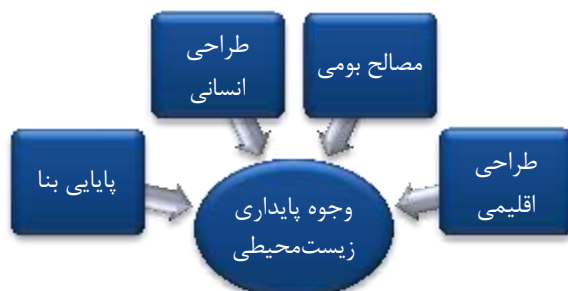 طراحی
انسانی
مصالح بومی
طراحی
اقلیمی
پایایی بنا
وجوه پایداری
زیست‌محیطی